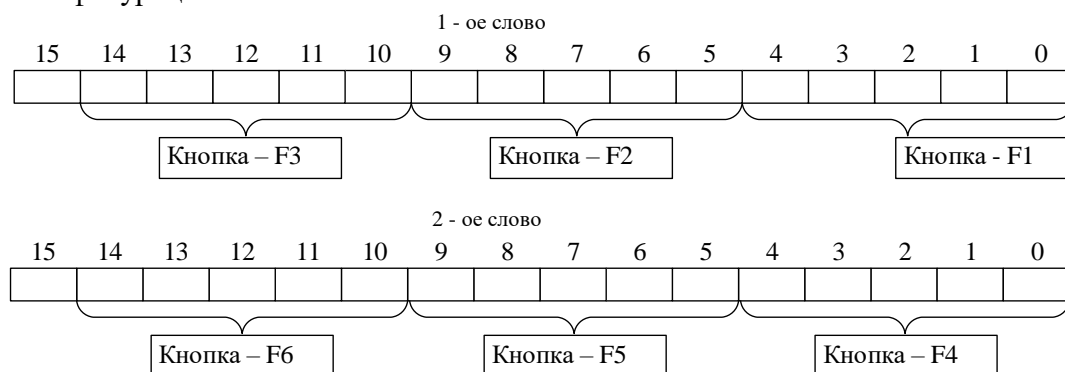 1 - ое слово
15 14 13 12 11 10 9 8 7 6 5 4 3 2 1 0
Кнопка – F3 Кнопка – F2 Кнопка - F1
2 - ое слово
15 14 13 12 11 10 9 8 7 6 5 4 3 2 1 0
Кнопка – F6 Кнопка – F5 Кнопка – F4